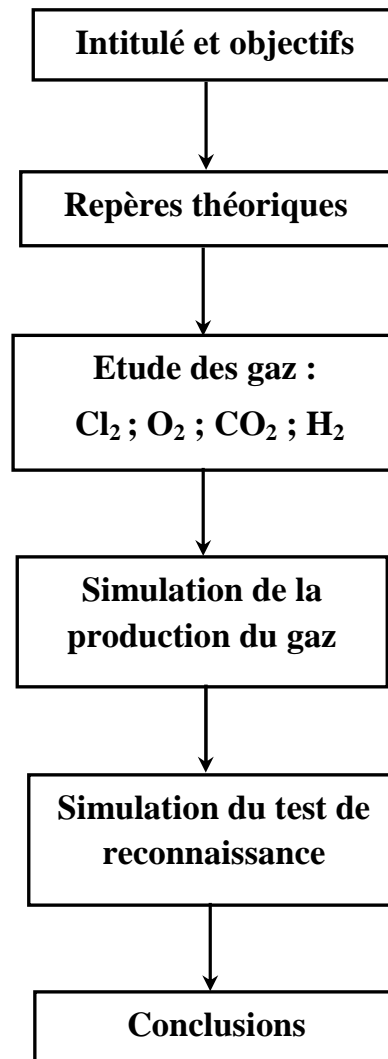 Intitulé et objectifs
Repères théoriques
Etude des gaz :
Cl₂ ; O₂ ; CO₂ ; H₂
Simulation de la
production du gaz
Simulation du test de
reconnaissance
Conclusions